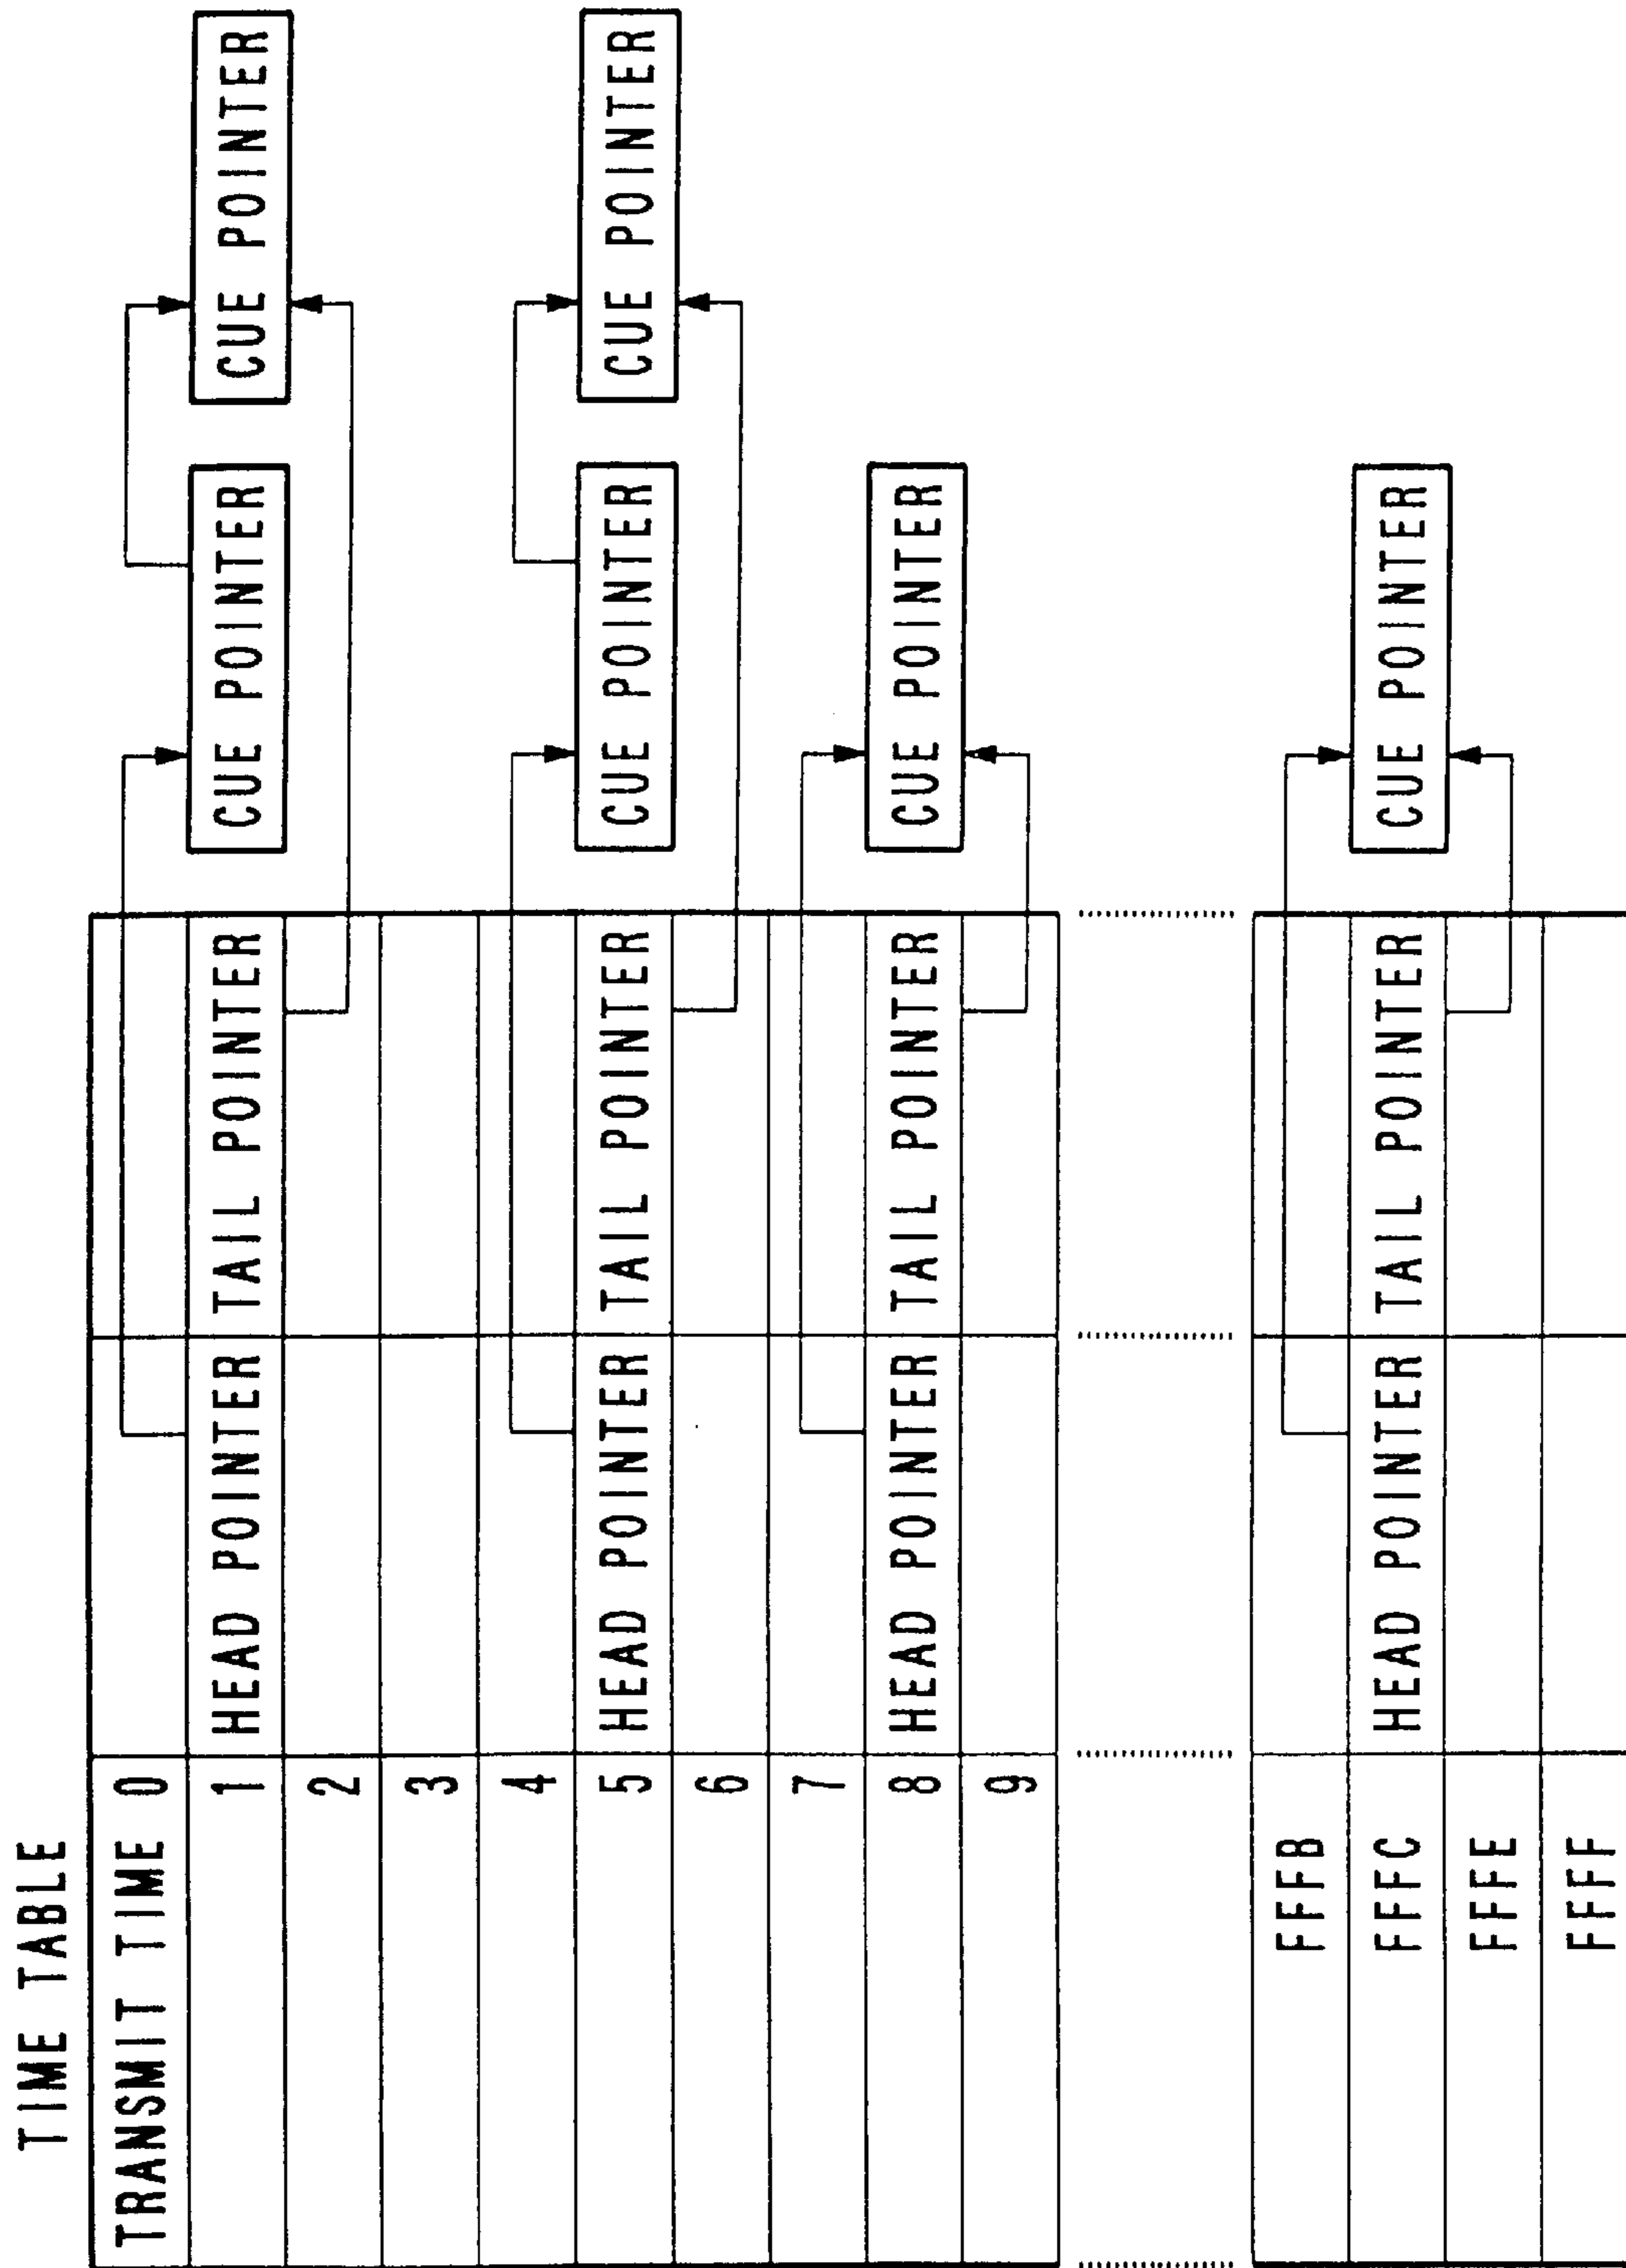 TIME TABLE
TRANSMIT TIME 0
1 HEAD POINTER TAIL POINTER CUE POINTER CUE POINTER
2
3
4
5 HEAD POINTER TAIL POINTER CUE POINTER CUE POINTER
6
7
8 HEAD POINTER TAIL POINTER CUE POINTER
9
FFFB
FFFC HEAD POINTER TAIL POINTER CUE POINTER
FFFE
FFFF